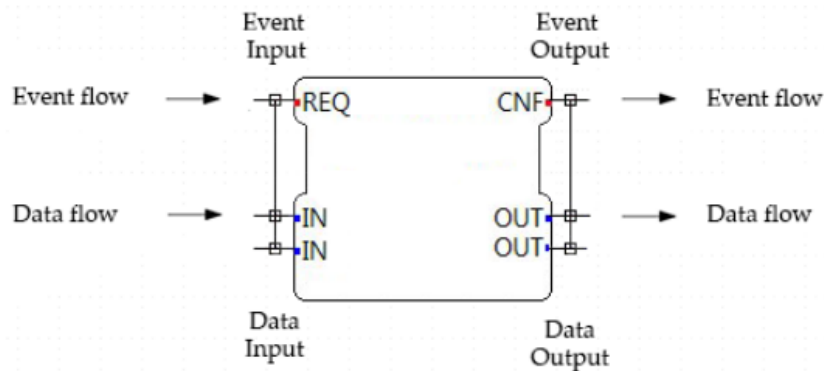 Event
Input
Event
Output
Event flow
REQ
CNF
Event flow
Data flow
IN
OUT
Data flow
IN
OUT
Data
Input
Data
Output